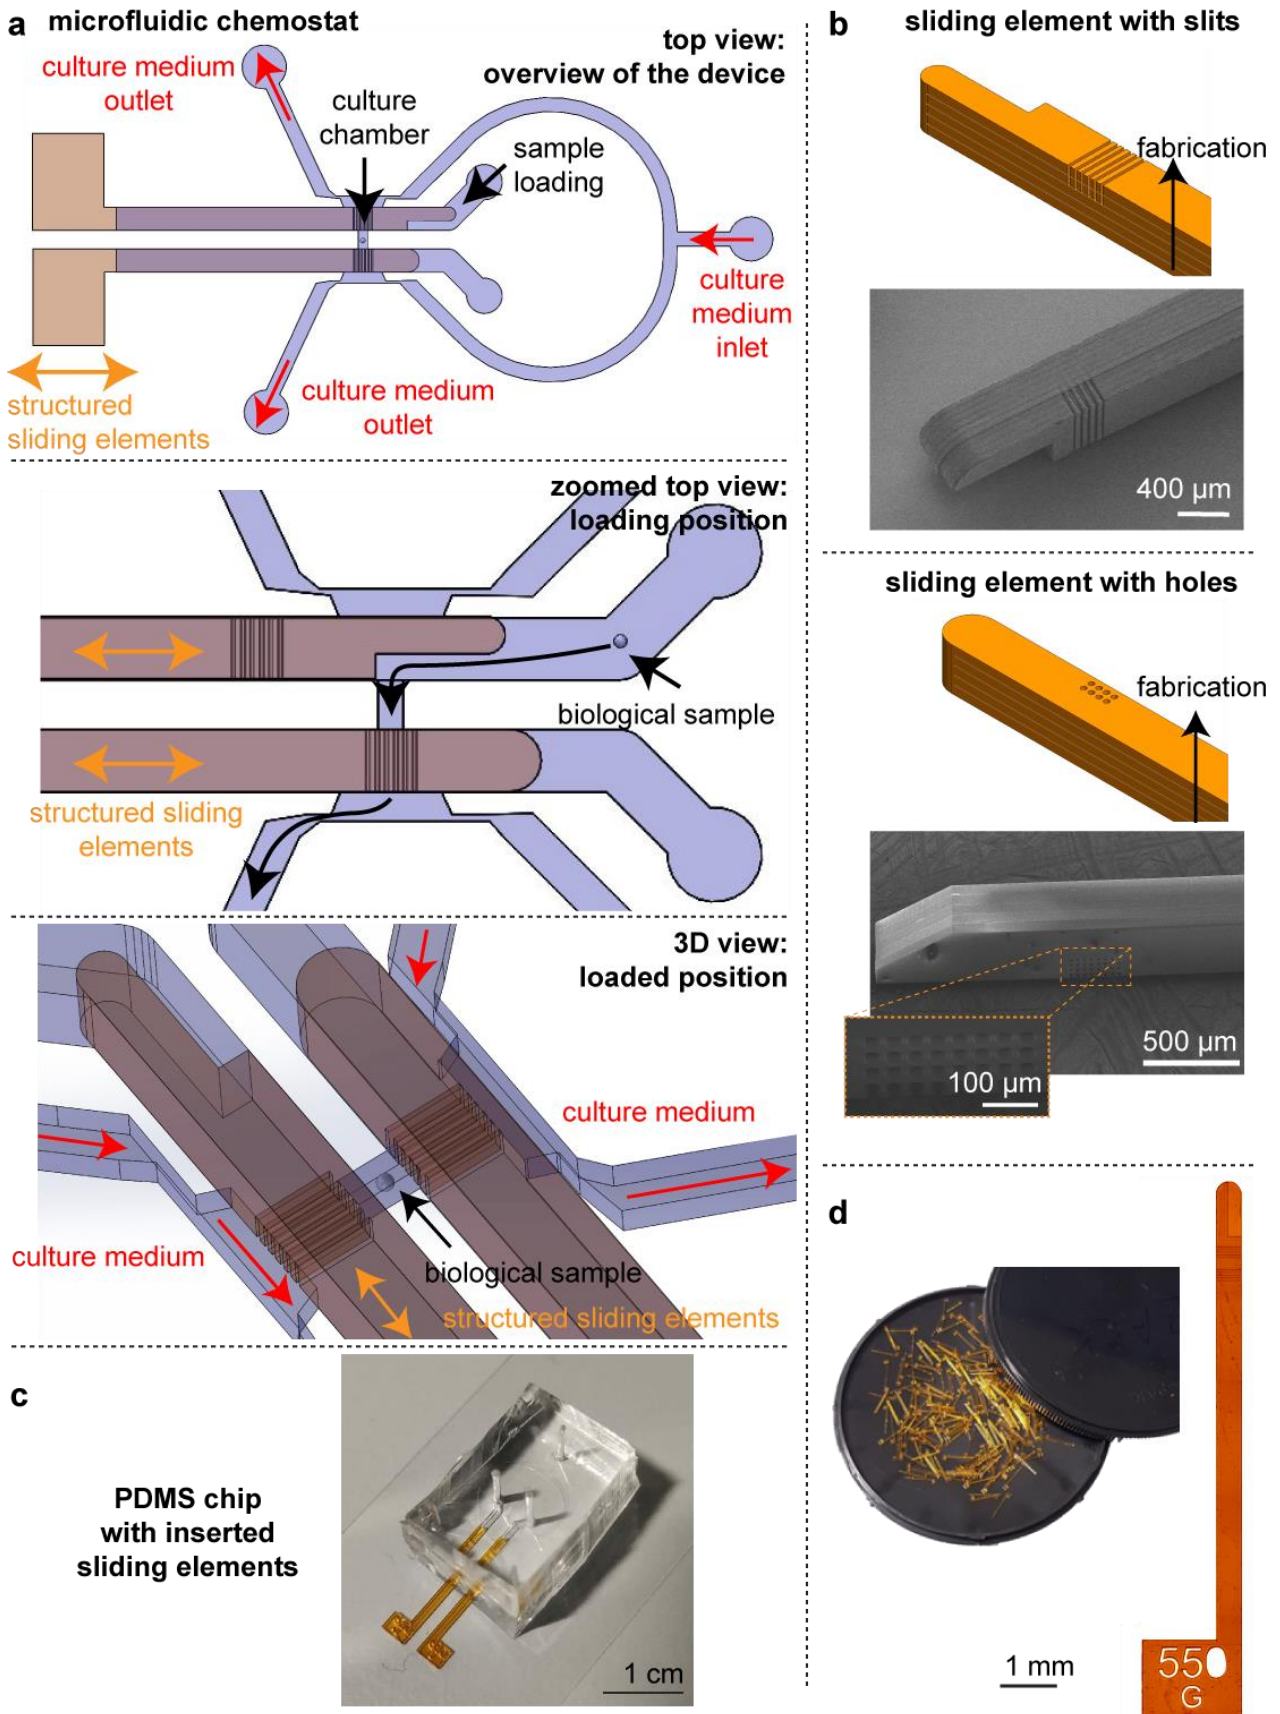 a microfluidic chemostat
top view:
overview of the device
culture medium
outlet
culture
chamber
sample
loading
culture
medium
inlet
culture medium
outlet
structured
sliding elements
zoomed top view:
loading position
biological sample
structured sliding
elements
3D view:
loaded position
culture medium
culture medium
biological sample
structured sliding elements
c
PDMS chip
with inserted
sliding elements
1 cm
b sliding element with slits
fabrication
400 µm
sliding element with holes
fabrication
500 µm
100 µm
d
1 mm
550
G